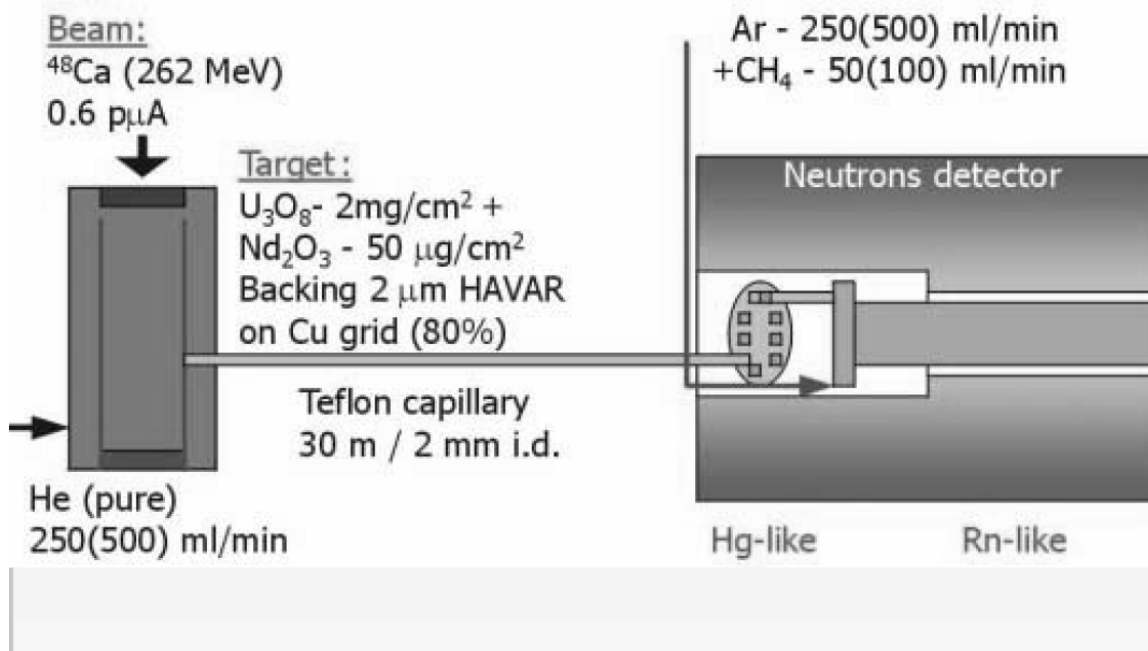 Beam:
⁴⁸Ca (262 MeV)
0.6 pμA
Target:
U₃O₈- 2mg/cm² +
Nd₂O₃ - 50 μg/cm²
Backing 2 μm HAVAR
on Cu grid (80%)
Teflon capillary
30 m / 2 mm i.d.
He (pure)
250(500) ml/min
Ar - 250(500) ml/min
+CH₄ - 50(100) ml/min
Neutrons detector
Hg-like
Rn-like